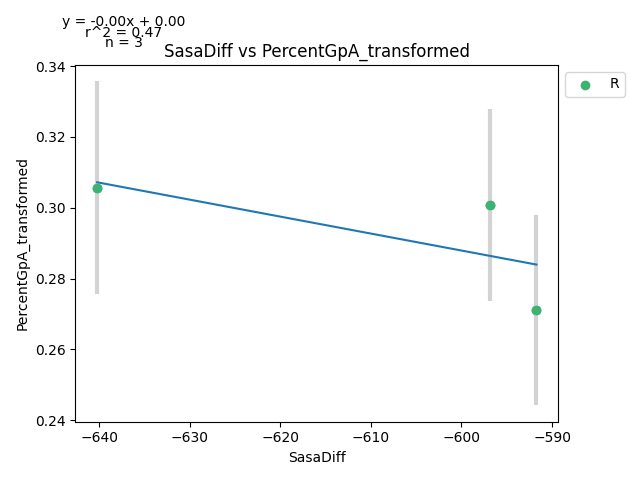 y = -0.00x + 0.00
r^2 = 0.47
n = 3
SasaDiff vs PercentGpA_transformed
R
PercentGpA_transformed
0.34
0.32
0.30
0.28
0.26
0.24
−640
−630
−620
−610
−600
−590
SasaDiff